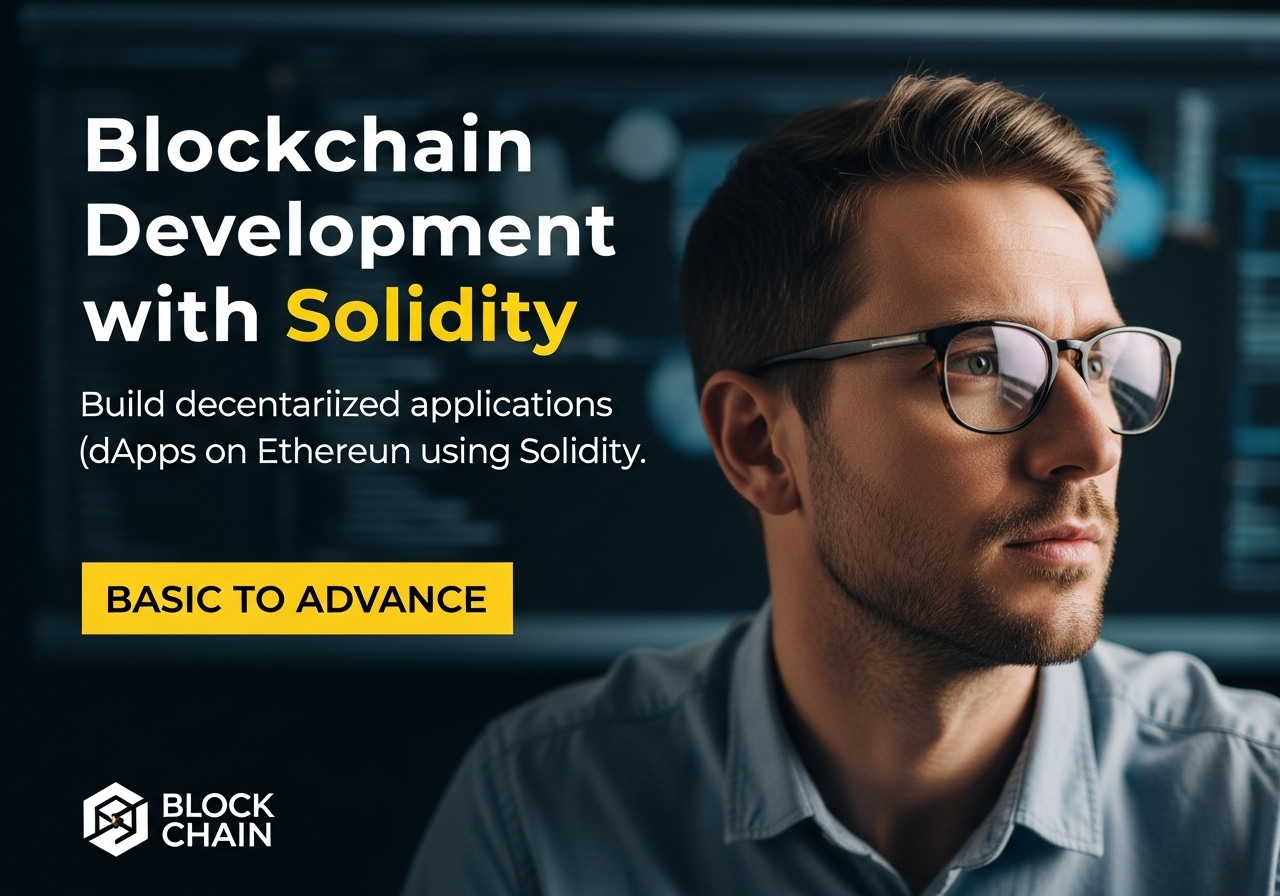 Blockchain
Development
with Solidity
Build decentariized applications
(dApps on Ethereun using Solidity.
BASIC TO ADVANCE
BLOCK
CHAIN